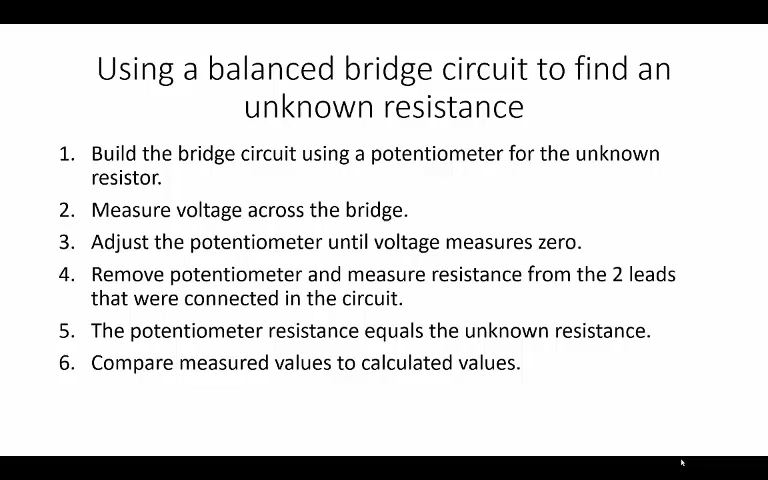 Using a balanced bridge circuit to find an
unknown resistance
1. Build the bridge circuit using a potentiometer for the unknown
resistor.
2. Measure voltage across the bridge.
3. Adjust the potentiometer until voltage measures zero.
4. Remove potentiometer and measure resistance from the 2 leads
that were connected in the circuit.
5. The potentiometer resistance equals the unknown resistance.
6. Compare measured values to calculated values.